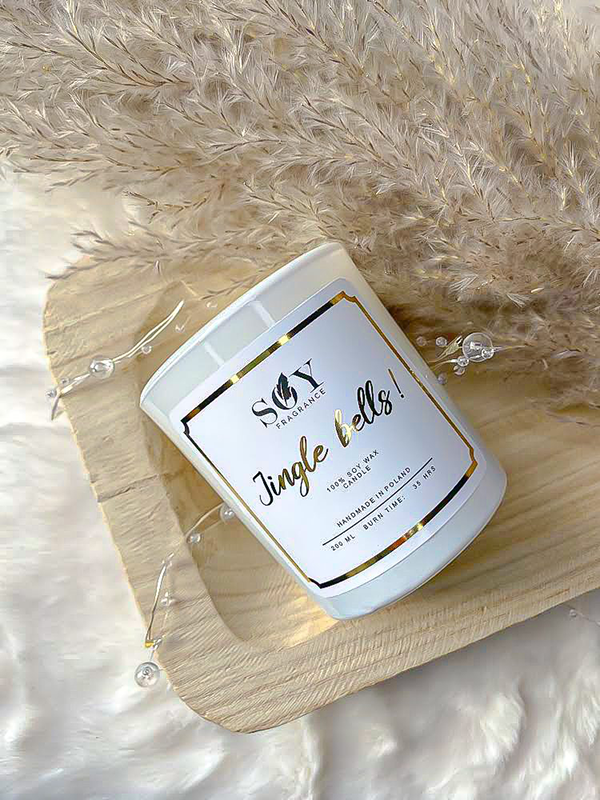 SOY
FRAGRANCE
Jingle bells!
100% SOY WAX
CANDLE
HANDMADE IN POLAND
200 ML BURN TIME: 35 HRS